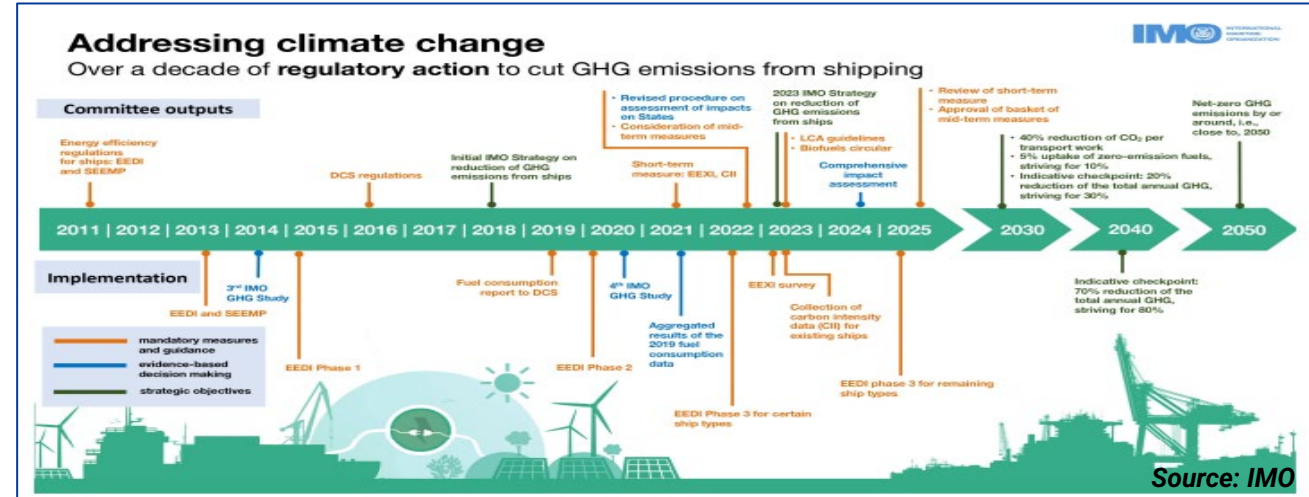 Addressing climate change
Over a decade of regulatory action to cut GHG emissions from shipping
IMO
INTERNATIONAL
MARITIME
ORGANIZATION
Committee outputs
Energy efficiency
regulations
for ships: EEDI
and SEEMP
DCS regulations
Initial IMO Strategy on
reduction of GHG
emissions from ships
• Revised procedure on
assessment of impacts
on States
• Consideration of mid-
term measures
Short-term
measure: EEXI, CII
2023 IMO Strategy
on reduction of
GHG emissions
from ships
• LCA guidelines
• Biofuels circular
Comprehensive
impact
assessment
• Review of short-term
measure
• Approval of basket of
mid-term measures
• 40% reduction of CO₂ per
transport work
• 5% uptake of zero-emission fuels,
striving for 10%
• Indicative checkpoint: 20%
reduction of the total annual GHG,
striving for 30%
Net-zero GHG
emissions by or
around, i.e.,
close to, 2050
2011 | 2012 | 2013 | 2014 | 2015 | 2016 | 2017 | 2018 | 2019 | 2020 | 2021 | 2022 | 2023 | 2024 | 2025
2030
2040
2050
Implementation
EEDI and SEEMP
3rd IMO
GHG Study
EEDI Phase 1
Fuel consumption
report to DCS
EEDI Phase 2
4th IMO
GHG Study
Aggregated
results of the
2019 fuel
consumption
data
EEDI Phase 3 for certain
ship types
EEXI survey
Collection of
carbon intensity
data (CII) for
existing ships
EEDI phase 3 for remaining
ship types
Indicative checkpoint:
70% reduction of the
total annual GHG,
striving for 80%
mandatory measures
and guidance
evidence-based
decision making
strategic objectives
Source: IMO